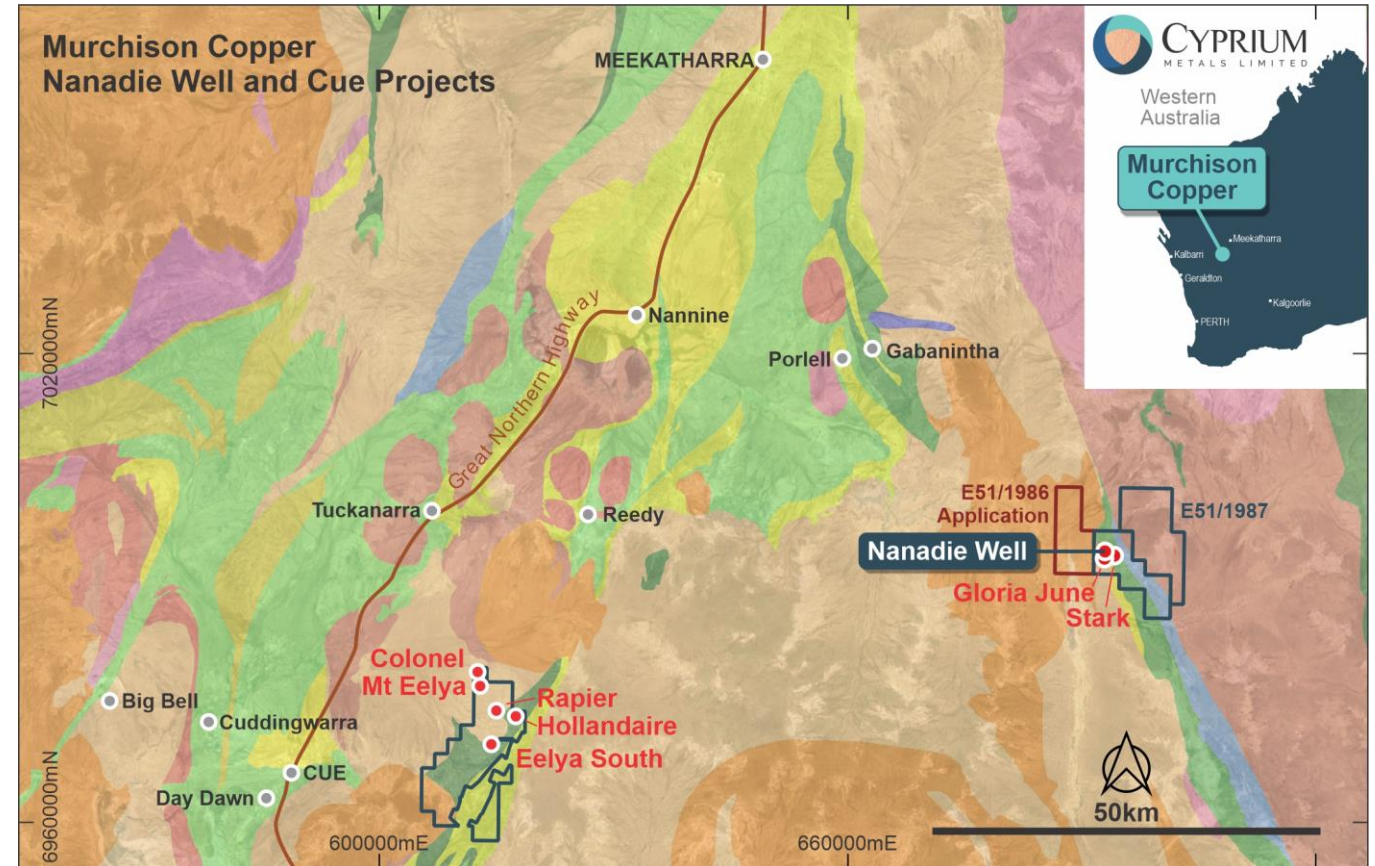 Murchison Copper
Nanadie Well and Cue Projects
MEEKATHARRA
CYPRIUM
METALS LIMITED
Western
Australia
Murchison
Copper
Meekatharra
Kalbarri
Geraldton
Kalgoorlie
PERTH
7020000mN
Great Northern Highway
Nannine
Porlell
Gabanintha
Tuckanarra
Reedy
E51/1986
Application
E51/1987
Nanadie Well
Gloria June
Stark
Colonel
Mt Eelya
Rapier
Hollandaire
Eelya South
Big Bell
Cuddingwarra
CUE
Day Dawn
6960000mN
600000mE
660000mE
50km